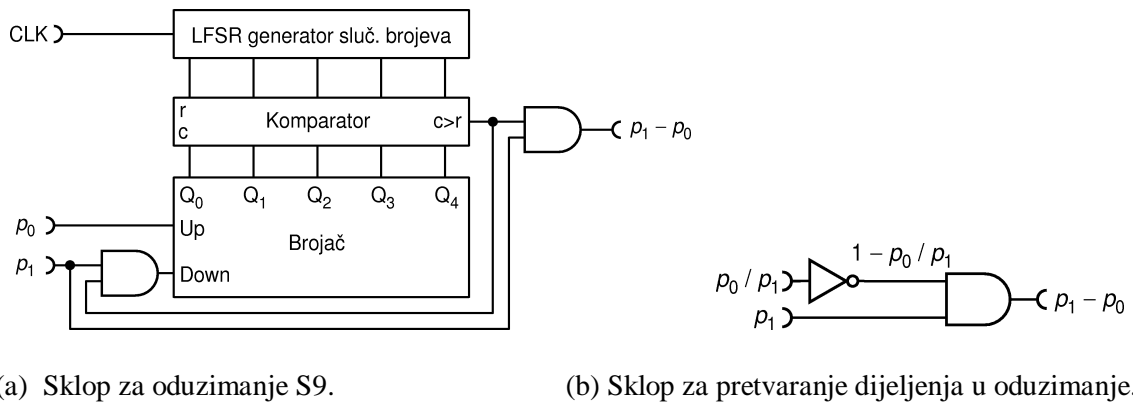 CLK
LFSR generator sluč. brojeva
r
c
Komparator
c>r
p₁ – p₀
Q₀ Q₁ Q₂ Q₃ Q₄
p₀
Up
Brojač
p₁
Down
1 – p₀ / p₁
p₀ / p₁
p₁ – p₀
p₁
(a) Sklop za oduzimanje S9.
(b) Sklop za pretvaranje dijeljenja u oduzimanje.